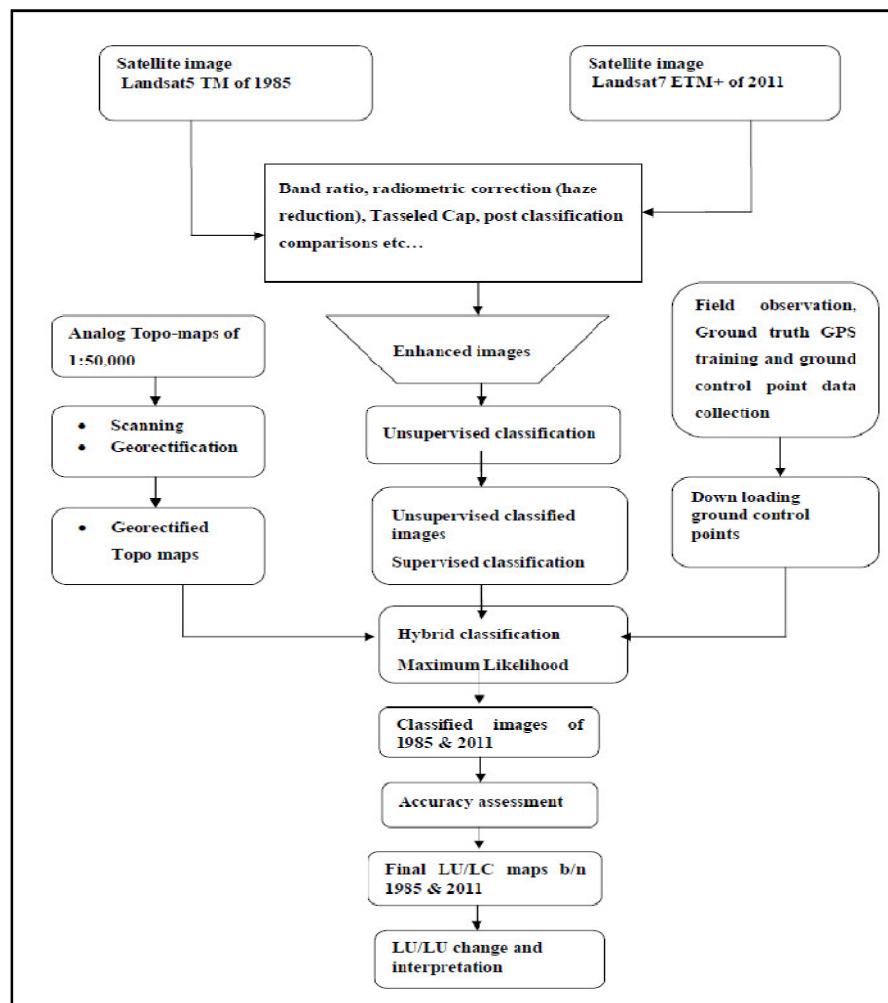 Satellite image
Landsat5 TM of 1985
Satellite image
Landsat7 ETM+ of 2011
Band ratio, radiometric correction (haze
reduction), Tasseled Cap, post classification
comparisons etc…
Analog Topo-maps of
1:50,000
Enhanced images
Field observation,
Ground truth GPS
training and ground
control point data
collection
• Scanning
• Georectification
Unsupervised classification
• Georectified
Topo maps
Unsupervised classified
images
Supervised classification
Down loading
ground control
points
Hybrid classification
Maximum Likelihood
Classified images of
1985 & 2011
Accuracy assessment
Final LU/LC maps b/n
1985 & 2011
LU/LU change and
interpretation